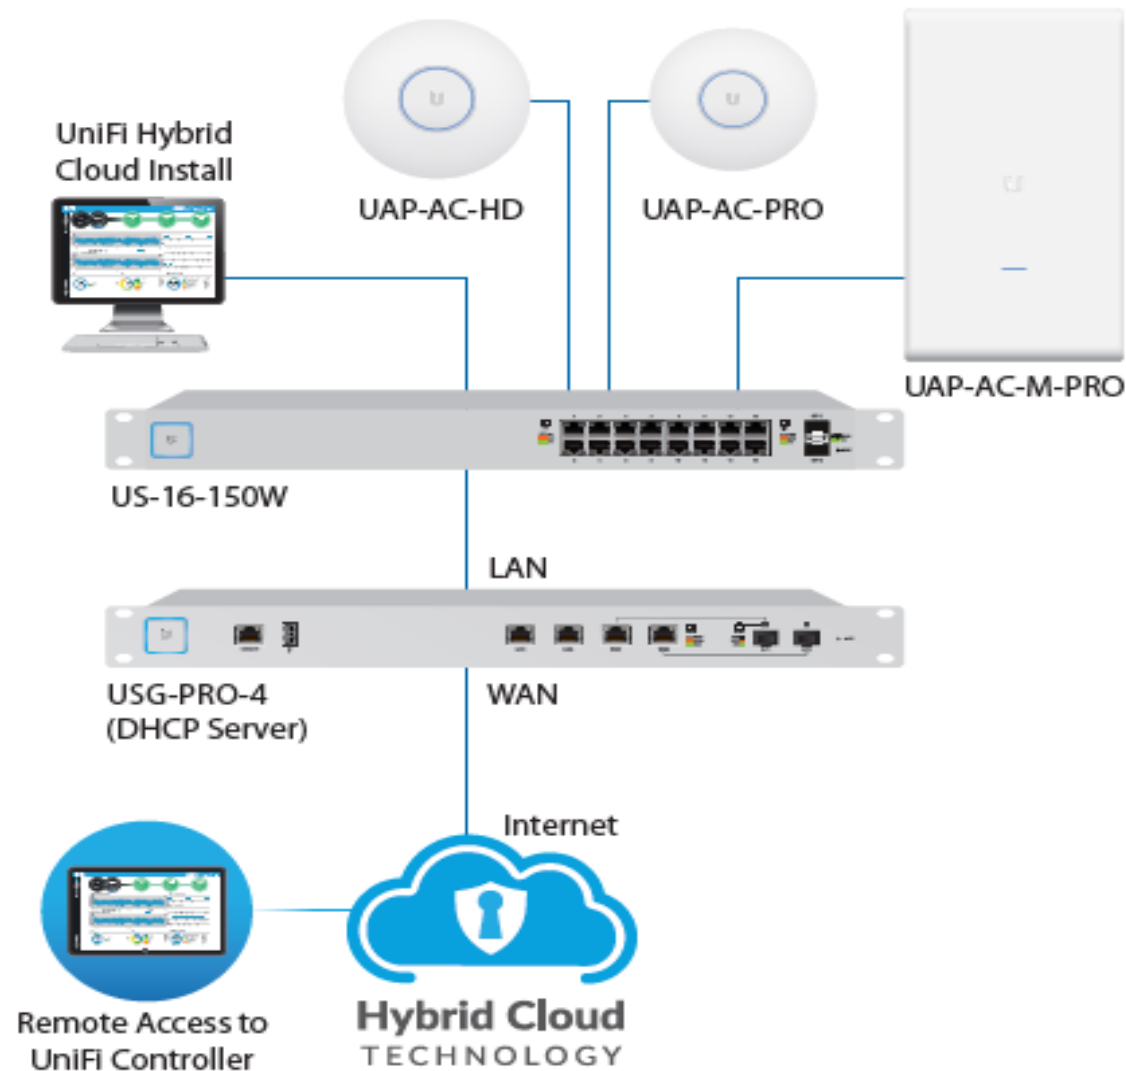 UniFi Hybrid
Cloud Install
UAP-AC-HD
UAP-AC-PRO
UAP-AC-M-PRO
US-16-150W
LAN
USG-PRO-4
(DHCP Server)
WAN
Internet
Remote Access to
UniFi Controller
Hybrid Cloud
TECHNOLOGY